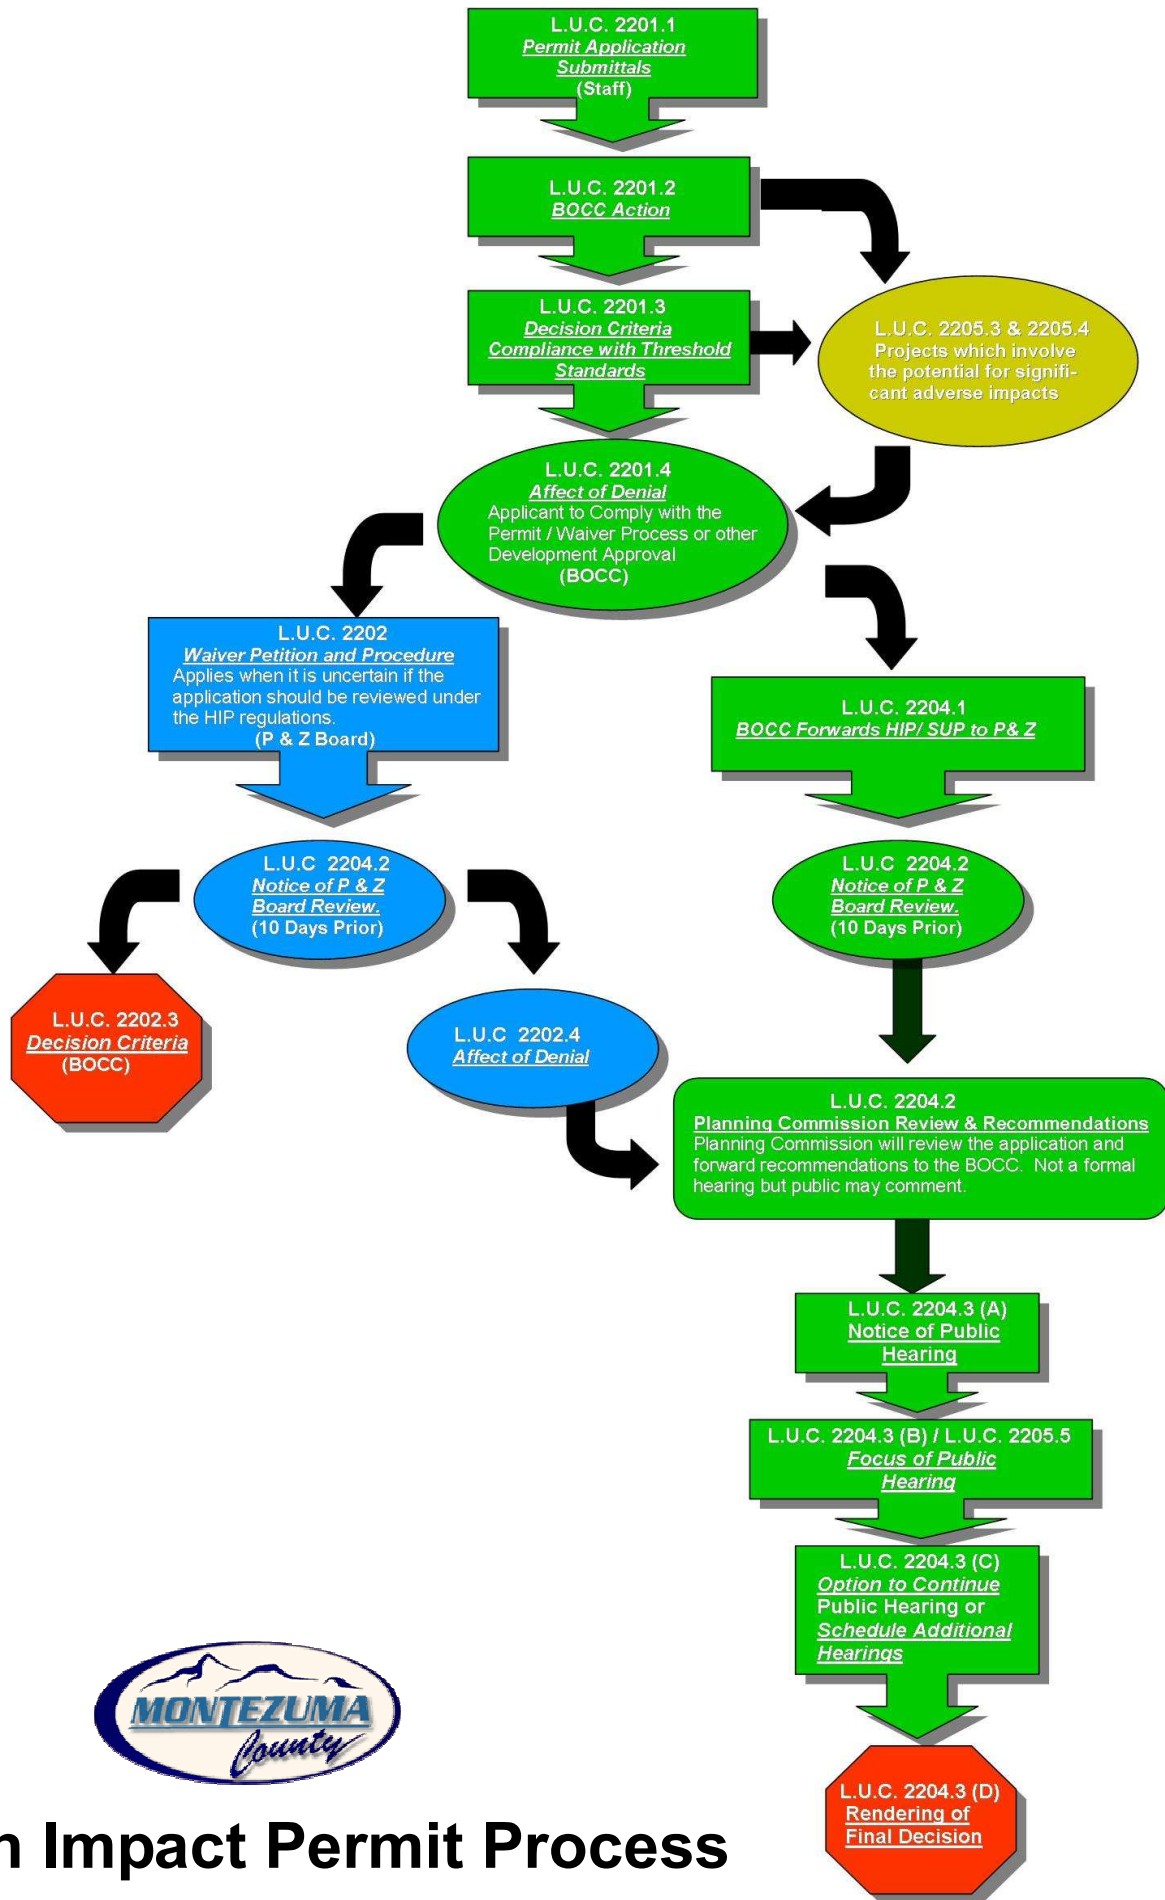 L.U.C. 2201.1
Permit Application
Submittals
(Staff)
L.U.C. 2201.2
BOCC Action
L.U.C. 2201.3
Decision Criteria
Compliance with Threshold
Standards
L.U.C. 2205.3 & 2205.4
Projects which involve
the potential for signifi-
cant adverse impacts
L.U.C. 2201.4
Affect of Denial
Applicant to Comply with the
Permit / Waiver Process or other
Development Approval
(BOCC)
L.U.C. 2202
Waiver Petition and Procedure
Applies when it is uncertain if the
application should be reviewed under
the HIP regulations.
(P & Z Board)
L.U.C. 2204.1
BOCC Forwards HIP/ SUP to P& Z
L.U.C 2204.2
Notice of P & Z
Board Review.
(10 Days Prior)
L.U.C 2204.2
Notice of P & Z
Board Review.
(10 Days Prior)
L.U.C. 2202.3
Decision Criteria
(BOCC)
L.U.C 2202.4
Affect of Denial
L.U.C. 2204.2
Planning Commission Review & Recommendations
Planning Commission will review the application and
forward recommendations to the BOCC. Not a formal
hearing but public may comment.
L.U.C. 2204.3 (A)
Notice of Public
Hearing
L.U.C. 2204.3 (B) / L.U.C. 2205.5
Focus of Public
Hearing
L.U.C. 2204.3 (C)
Option to Continue
Public Hearing or
Schedule Additional
Hearings
L.U.C. 2204.3 (D)
Rendering of
Final Decision
MONTEZUMA
County
Impact Permit Process